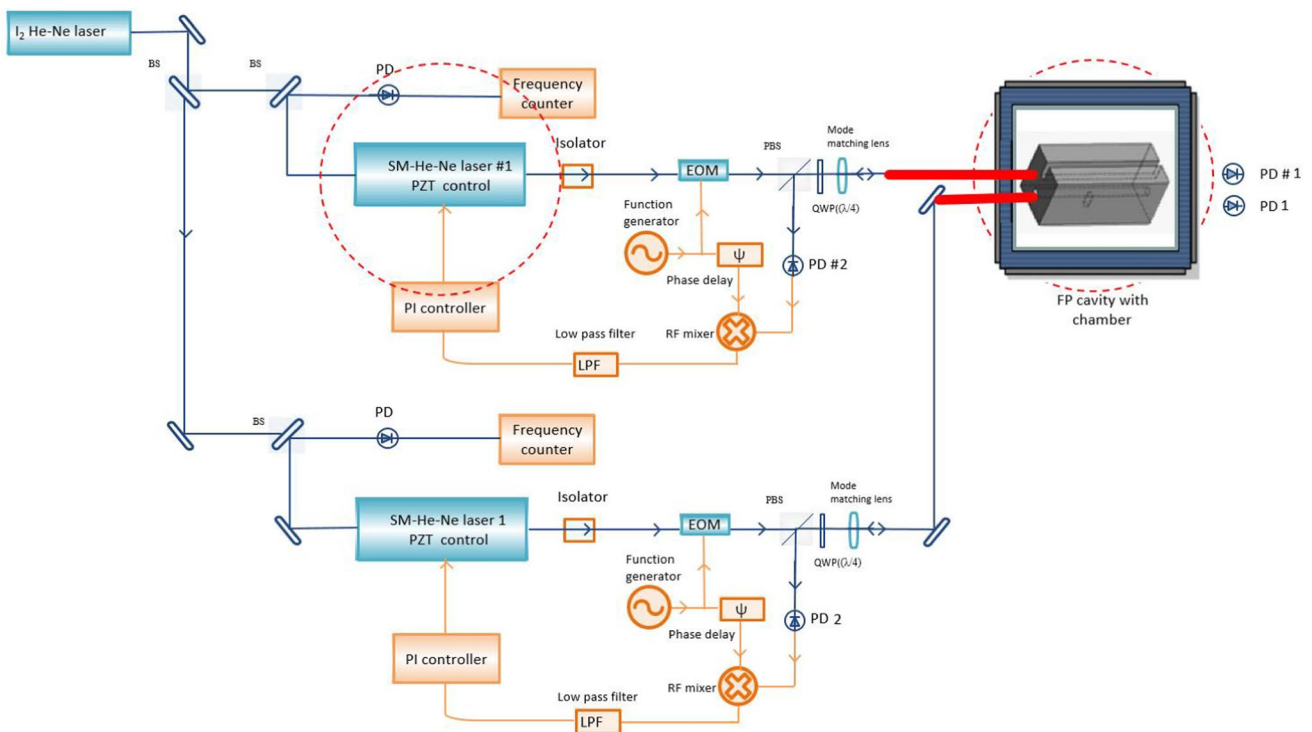 I₂ He-Ne laser
BS
BS
PD
Frequency
counter
SM-He-Ne laser #1
PZT control
Isolator
EOM
PBS
Mode
matching lens
QWP((λ/4)
Function
generator
ψ
Phase delay
PD #2
PI controller
Low pass filter
LPF
RF mixer
PD # 1
PD 1
FP cavity with
chamber
BS
PD
Frequency
counter
SM-He-Ne laser 1
PZT control
Isolator
EOM
PBS
Mode
matching lens
QWP((λ/4)
Function
generator
ψ
Phase delay
PD 2
PI controller
Low pass filter
LPF
RF mixer